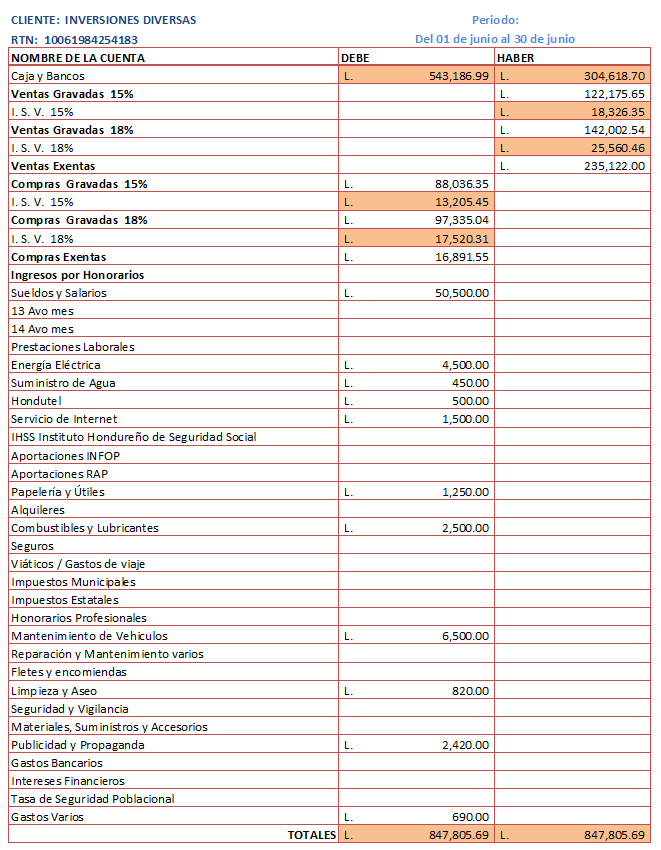 CLIENTE: INVERSIONES DIVERSAS Periodo:
RTN: 10061984254183 Del 01 de junio al 30 de junio
NOMBRE DE LA CUENTA DEBE HABER
Caja y Bancos L. 543,186.99 L. 304,618.70
Ventas Gravadas 15% L. 122,175.65
I. S. V. 15% L. 18,326.35
Ventas Gravadas 18% L. 142,002.54
I. S. V. 18% L. 25,560.46
Ventas Exentas L. 235,122.00
Compras Gravadas 15% L. 88,036.35
I. S. V. 15% L. 13,205.45
Compras Gravadas 18% L. 97,335.04
I. S. V. 18% L. 17,520.31
Compras Exentas L. 16,891.55
Ingresos por Honorarios
Sueldos y Salarios L. 50,500.00
13 Avo mes
14 Avo mes
Prestaciones Laborales
Energía Eléctrica L. 4,500.00
Suministro de Agua L. 450.00
Hondutel L. 500.00
Servicio de Internet L. 1,500.00
IHSS Instituto Hondureño de Seguridad Social
Aportaciones INFOP
Aportaciones RAP
Papelería y Útiles L. 1,250.00
Alquileres
Combustibles y Lubricantes L. 2,500.00
Seguros
Viáticos / Gastos de viaje
Impuestos Municipales
Impuestos Estatales
Honorarios Profesionales
Mantenimiento de Vehiculos L. 6,500.00
Reparación y Mantenimiento varios
Fletes y encomiendas
Limpieza y Aseo L. 820.00
Seguridad y Vigilancia
Materiales, Suministros y Accesorios
Publicidad y Propaganda L. 2,420.00
Gastos Bancarios
Intereses Financieros
Tasa de Seguridad Poblacional
Gastos Varios L. 690.00
TOTALES L. 847,805.69 L. 847,805.69